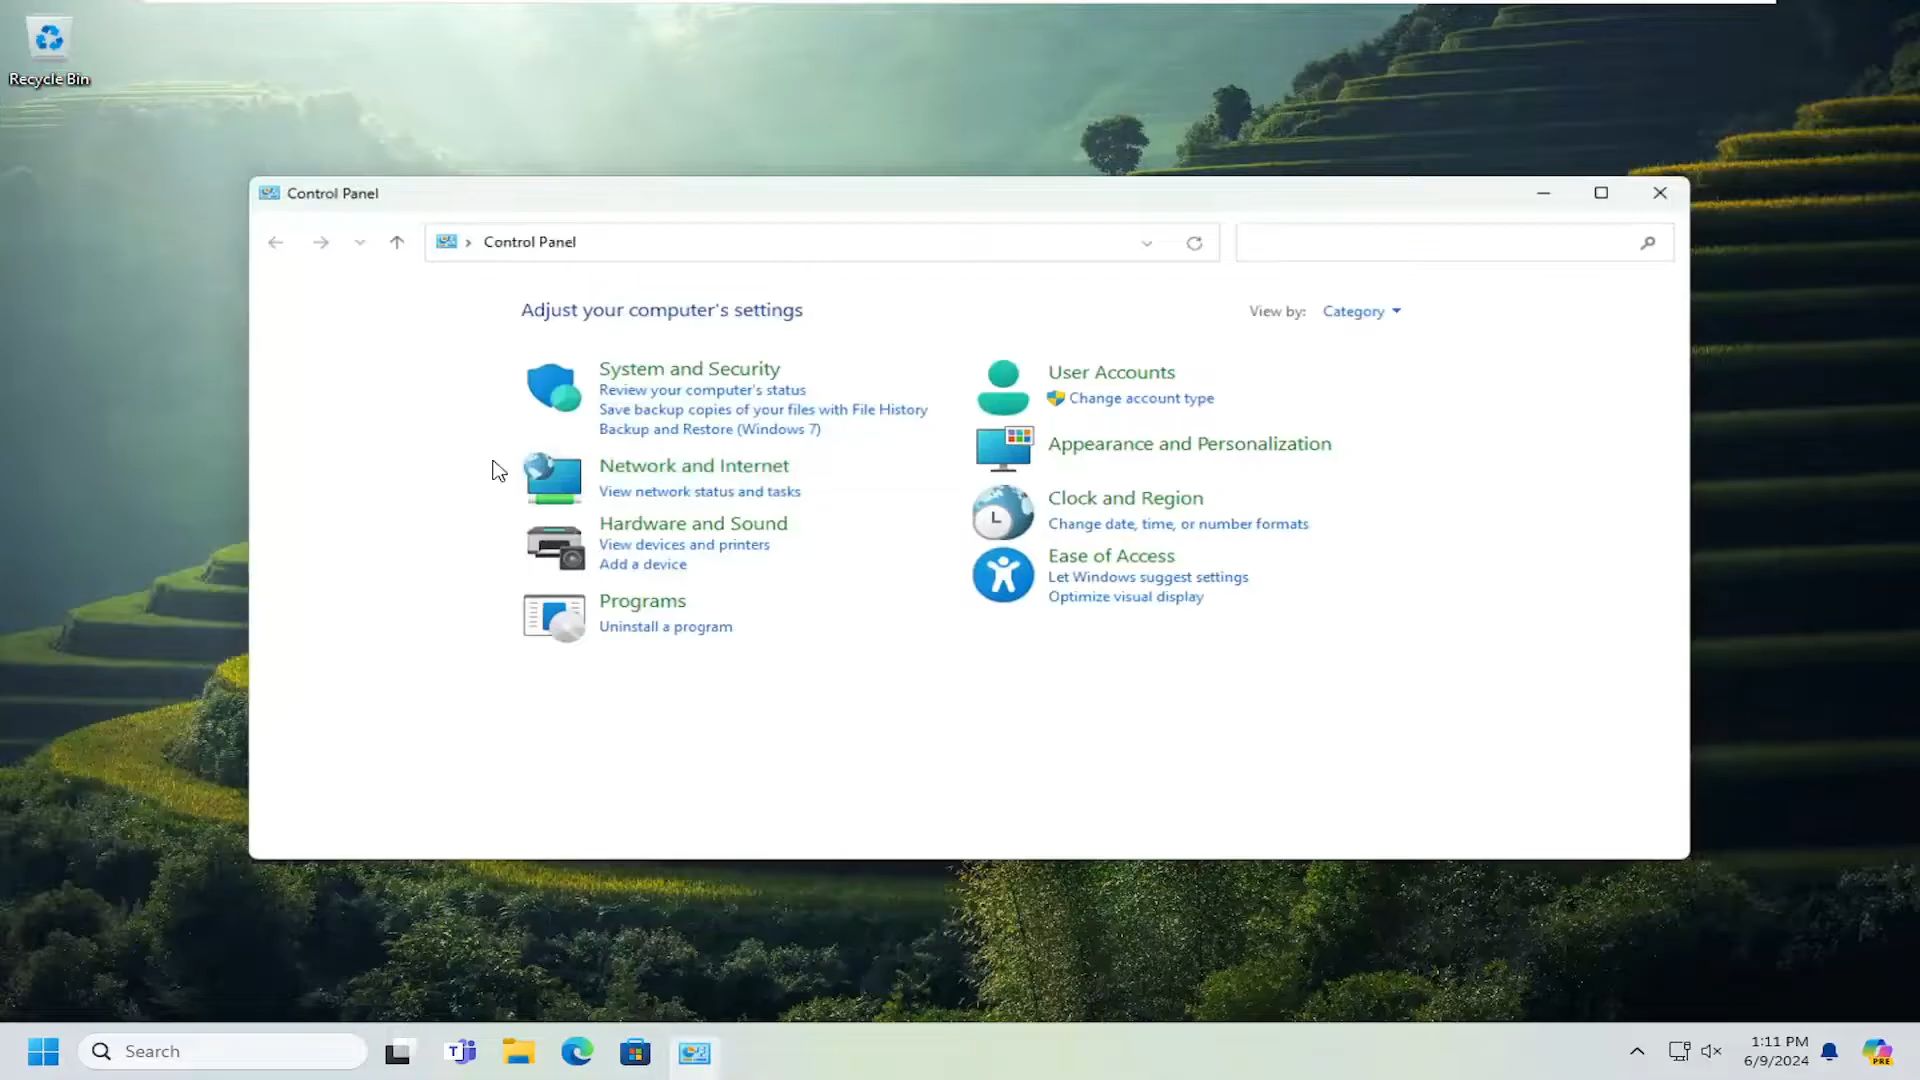 Recycle Bin
Control Panel
Control Panel
Adjust your computer's settings
View by: Category
System and Security
Review your computer's status
Save backup copies of your files with File History
Backup and Restore (Windows 7)
Network and Internet
View network status and tasks
Hardware and Sound
View devices and printers
Add a device
Programs
Uninstall a program
User Accounts
Change account type
Appearance and Personalization
Clock and Region
Change date, time, or number formats
Ease of Access
Let Windows suggest settings
Optimize visual display
Search
1:11 PM
6/9/2024
PRE